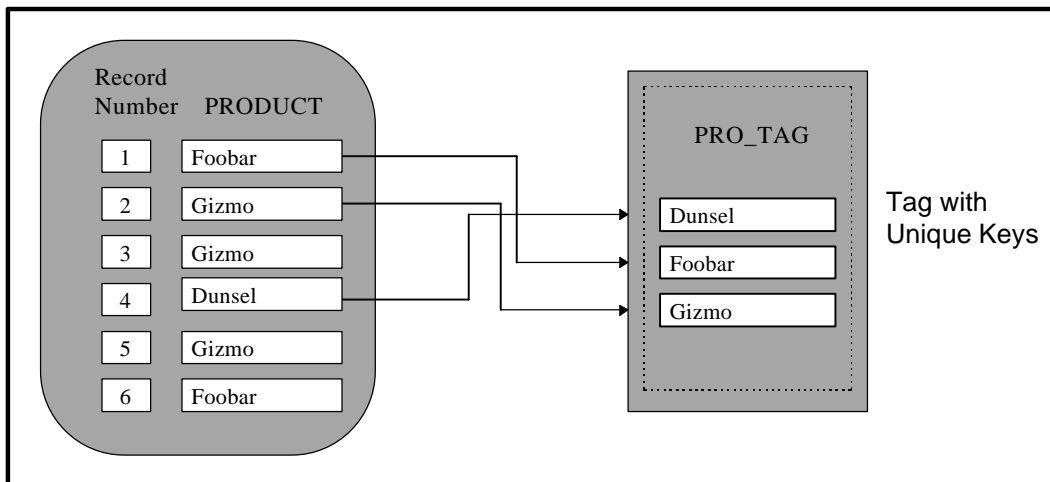 Record
Number PRODUCT
1 Foobar
2 Gizmo
3 Gizmo
4 Dunsel
5 Gizmo
6 Foobar
PRO_TAG
Dunsel
Foobar
Gizmo
Tag with
Unique Keys